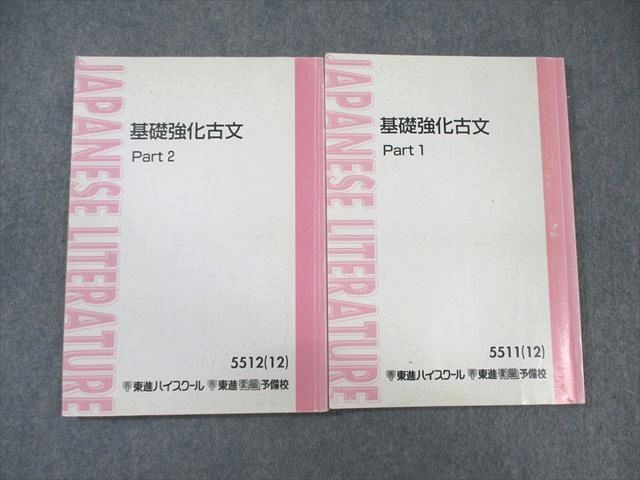 JAPANESE LITERATURE
基礎強化古文
Part 2
5512(12)
東進ハイスクール 東進衛星予備校
JAPANESE LITERATURE
基礎強化古文
Part 1
5511(12)
東進ハイスクール 東進衛星予備校